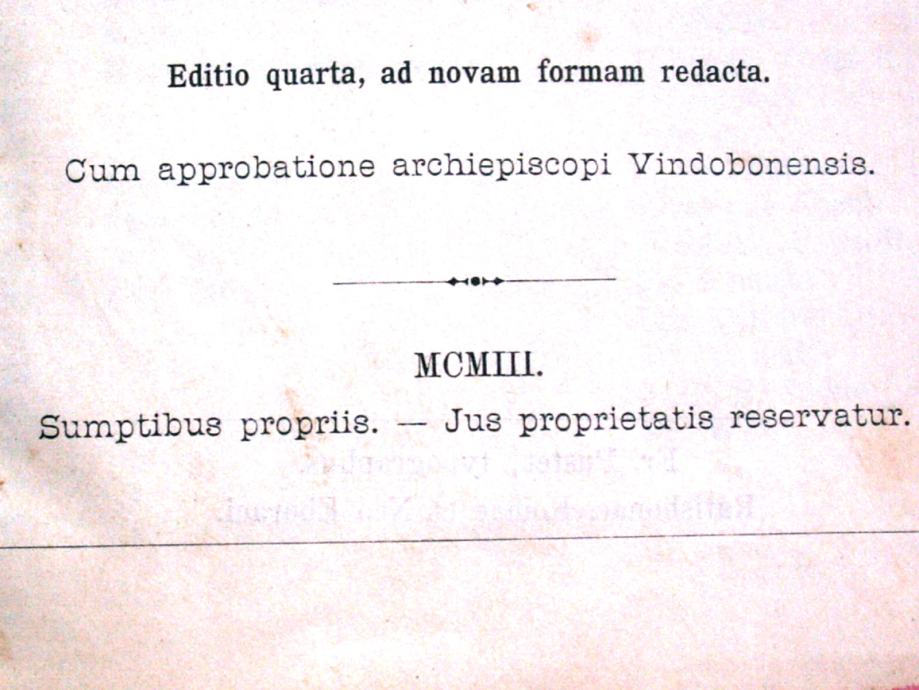 Editio quarta, ad novam formam redacta.
Cum approbatione archiepiscopi Vindobonensis.
MCMIII.
Sumptibus propriis. — Jus proprietatis reservatur.